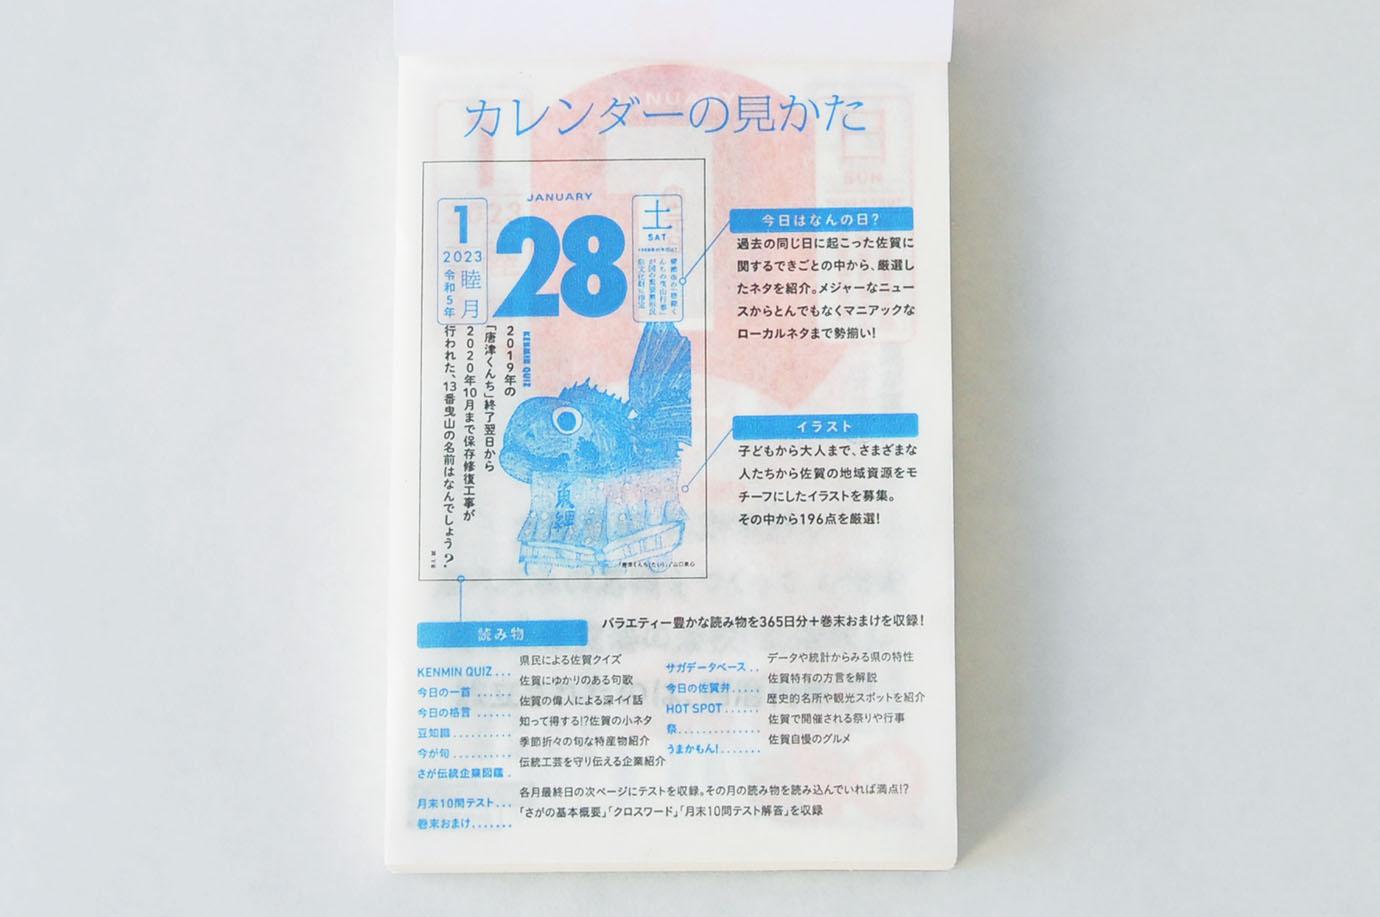 カレンダーの見かた
JANUARY
1
2023
令和5年
睦月
28
土
SAT
KENMIN QUIZ
2019年の
「唐津くんち」終了翌日から
2020年10月まで保存修復工事が
行われた、13番曳山の名前はなんでしょう?
今日はなんの日?
過去の同じ日に起こった佐賀に
関するできごとの中から、厳選し
たネタを紹介。メジャーなニュー
スからとんでもなくマニアックな
ローカルネタまで勢揃い!
イラスト
子どもから大人まで、さまざまな
人たちから佐賀の地域資源をモ
チーフにしたイラストを募集。
その中から196点を厳選!
読み物
バラエティー豊かな読み物を365日分+巻末おまけを収録!
KENMIN QUIZ... 県民による佐賀クイズ
今日の一首...... 佐賀にゆかりのある句歌
今日の格言...... 佐賀の偉人による深イイ話
豆知識.......... 知って得する!?佐賀の小ネタ
今が旬.......... 季節折々の旬な特産物紹介
さが伝統企業図鑑. 伝統工芸を守り伝える企業紹介
サガデータベース.. データや統計からみる県の特性
今日の佐賀弁..... 佐賀特有の方言を解説
HOT SPOT...... 歴史的名所や観光スポットを紹介
祭............. 佐賀で開催される祭りや行事
うまかもん!....... 佐賀自慢のグルメ
月末10問テスト... 各月最終日の次ページにテストを収録。その月の読み物を読み込んでいれば満点!?
巻末おまけ....... 「さがの基本概要」「クロスワード」「月末10問テスト解答」を収録